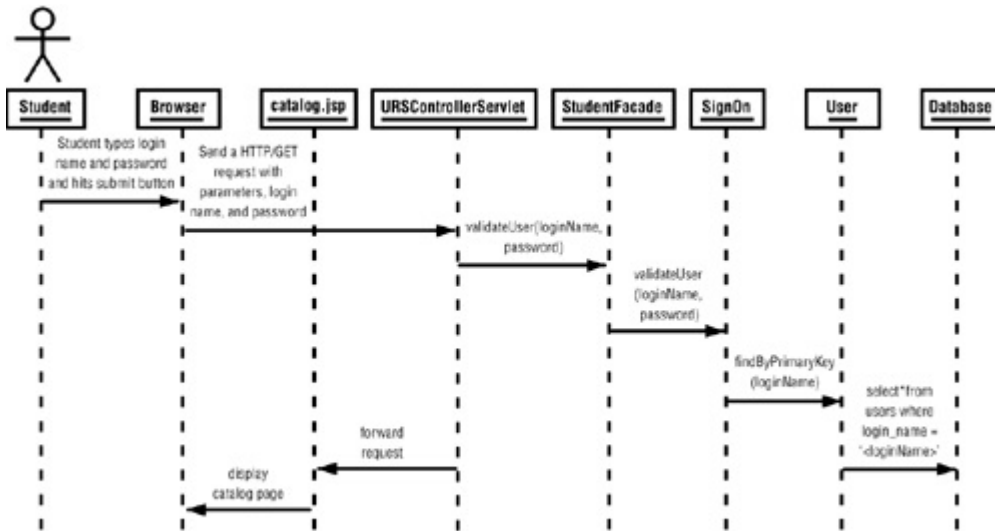 Student
Browser
catalog.jsp
URSControllerServlet
StudentFacade
SignOn
User
Database
Student types login
name and password
and hits submit button
Send a HTTP/GET
request with
parameters, login
name, and password
validateUser(loginName,
password)
validateUser
(loginName,
password)
findByPrimaryKey
(loginName)
select*from
users where
login_name =
'<loginName>'
forward
request
display
catalog page